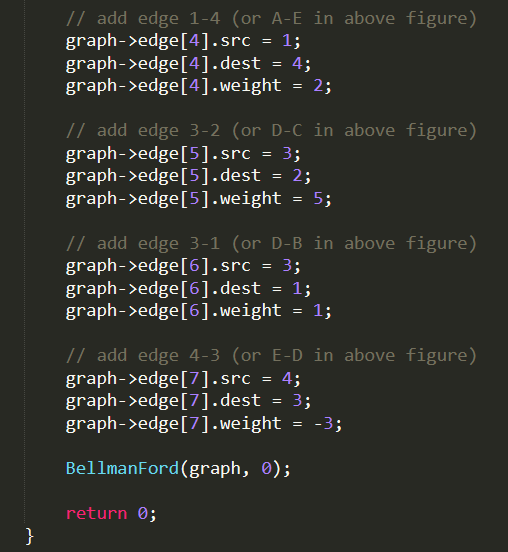 // add edge 1-4 (or A-E in above figure)
graph->edge[4].src = 1;
graph->edge[4].dest = 4;
graph->edge[4].weight = 2;
// add edge 3-2 (or D-C in above figure)
graph->edge[5].src = 3;
graph->edge[5].dest = 2;
graph->edge[5].weight = 5;
// add edge 3-1 (or D-B in above figure)
graph->edge[6].src = 3;
graph->edge[6].dest = 1;
graph->edge[6].weight = 1;
// add edge 4-3 (or E-D in above figure)
graph->edge[7].src = 4;
graph->edge[7].dest = 3;
graph->edge[7].weight = -3;
BellmanFord(graph, 0);
return 0;
}